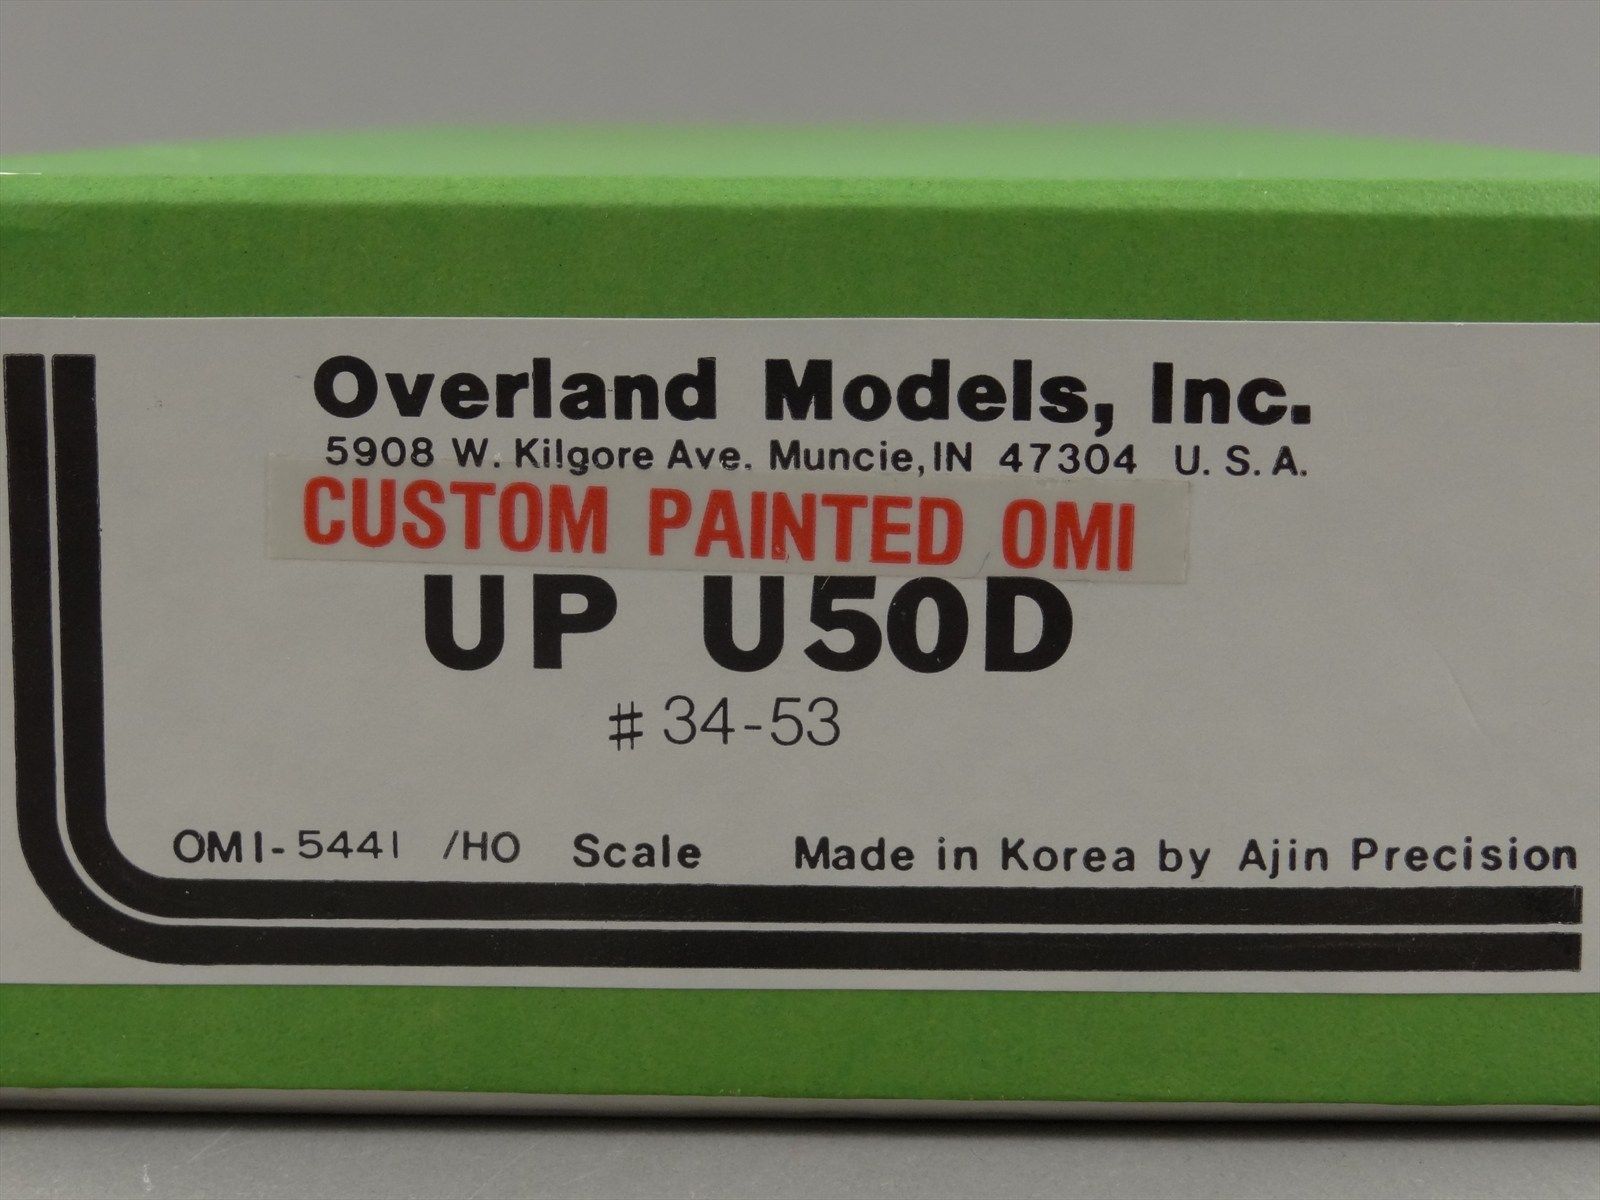 Overland Models, Inc.
5908 W. Kilgore Ave. Muncie, IN 47304 U. S. A.
CUSTOM PAINTED OMI
UP U50D
# 34-53
OMI-5441 /HO Scale Made in Korea by Ajin Precision